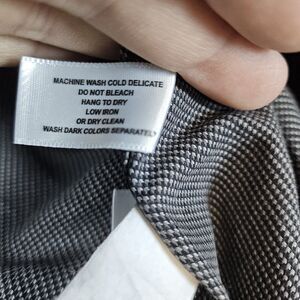 MACHINE WASH COLD DELICATE
DO NOT BLEACH
HANG TO DRY
LOW IRON
OR DRY CLEAN
WASH DARK COLORS SEPARATELY